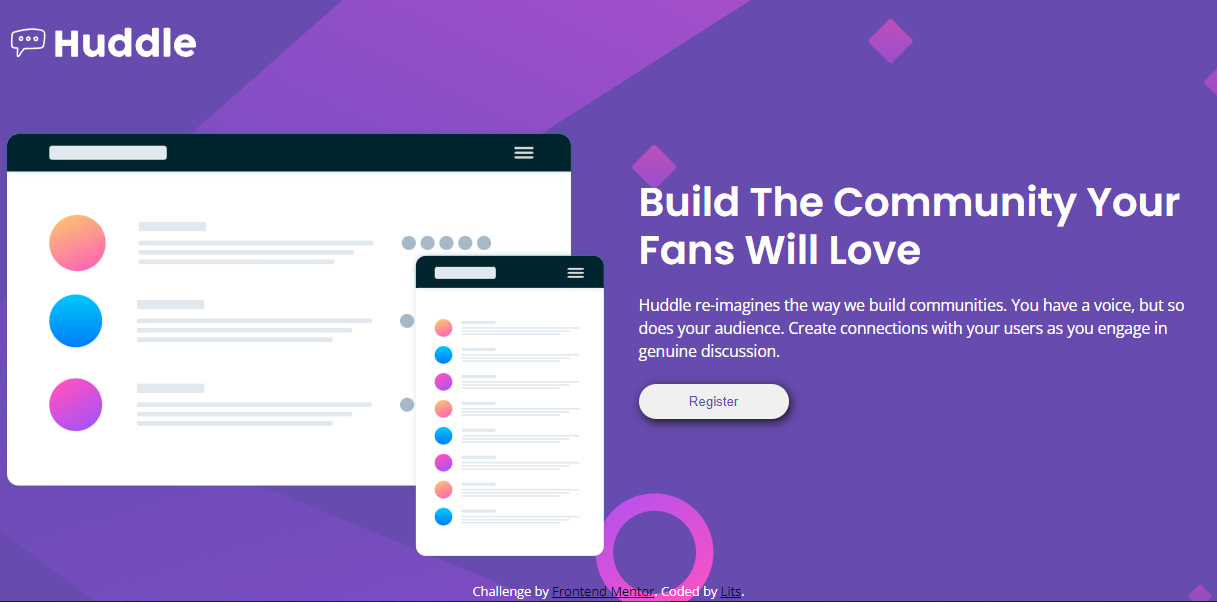 Huddle
Build The Community Your
Fans Will Love
Huddle re-imagines the way we build communities. You have a voice, but so
does your audience. Create connections with your users as you engage in
genuine discussion.
Register
Challenge by Frontend Mentor. Coded by Lits.